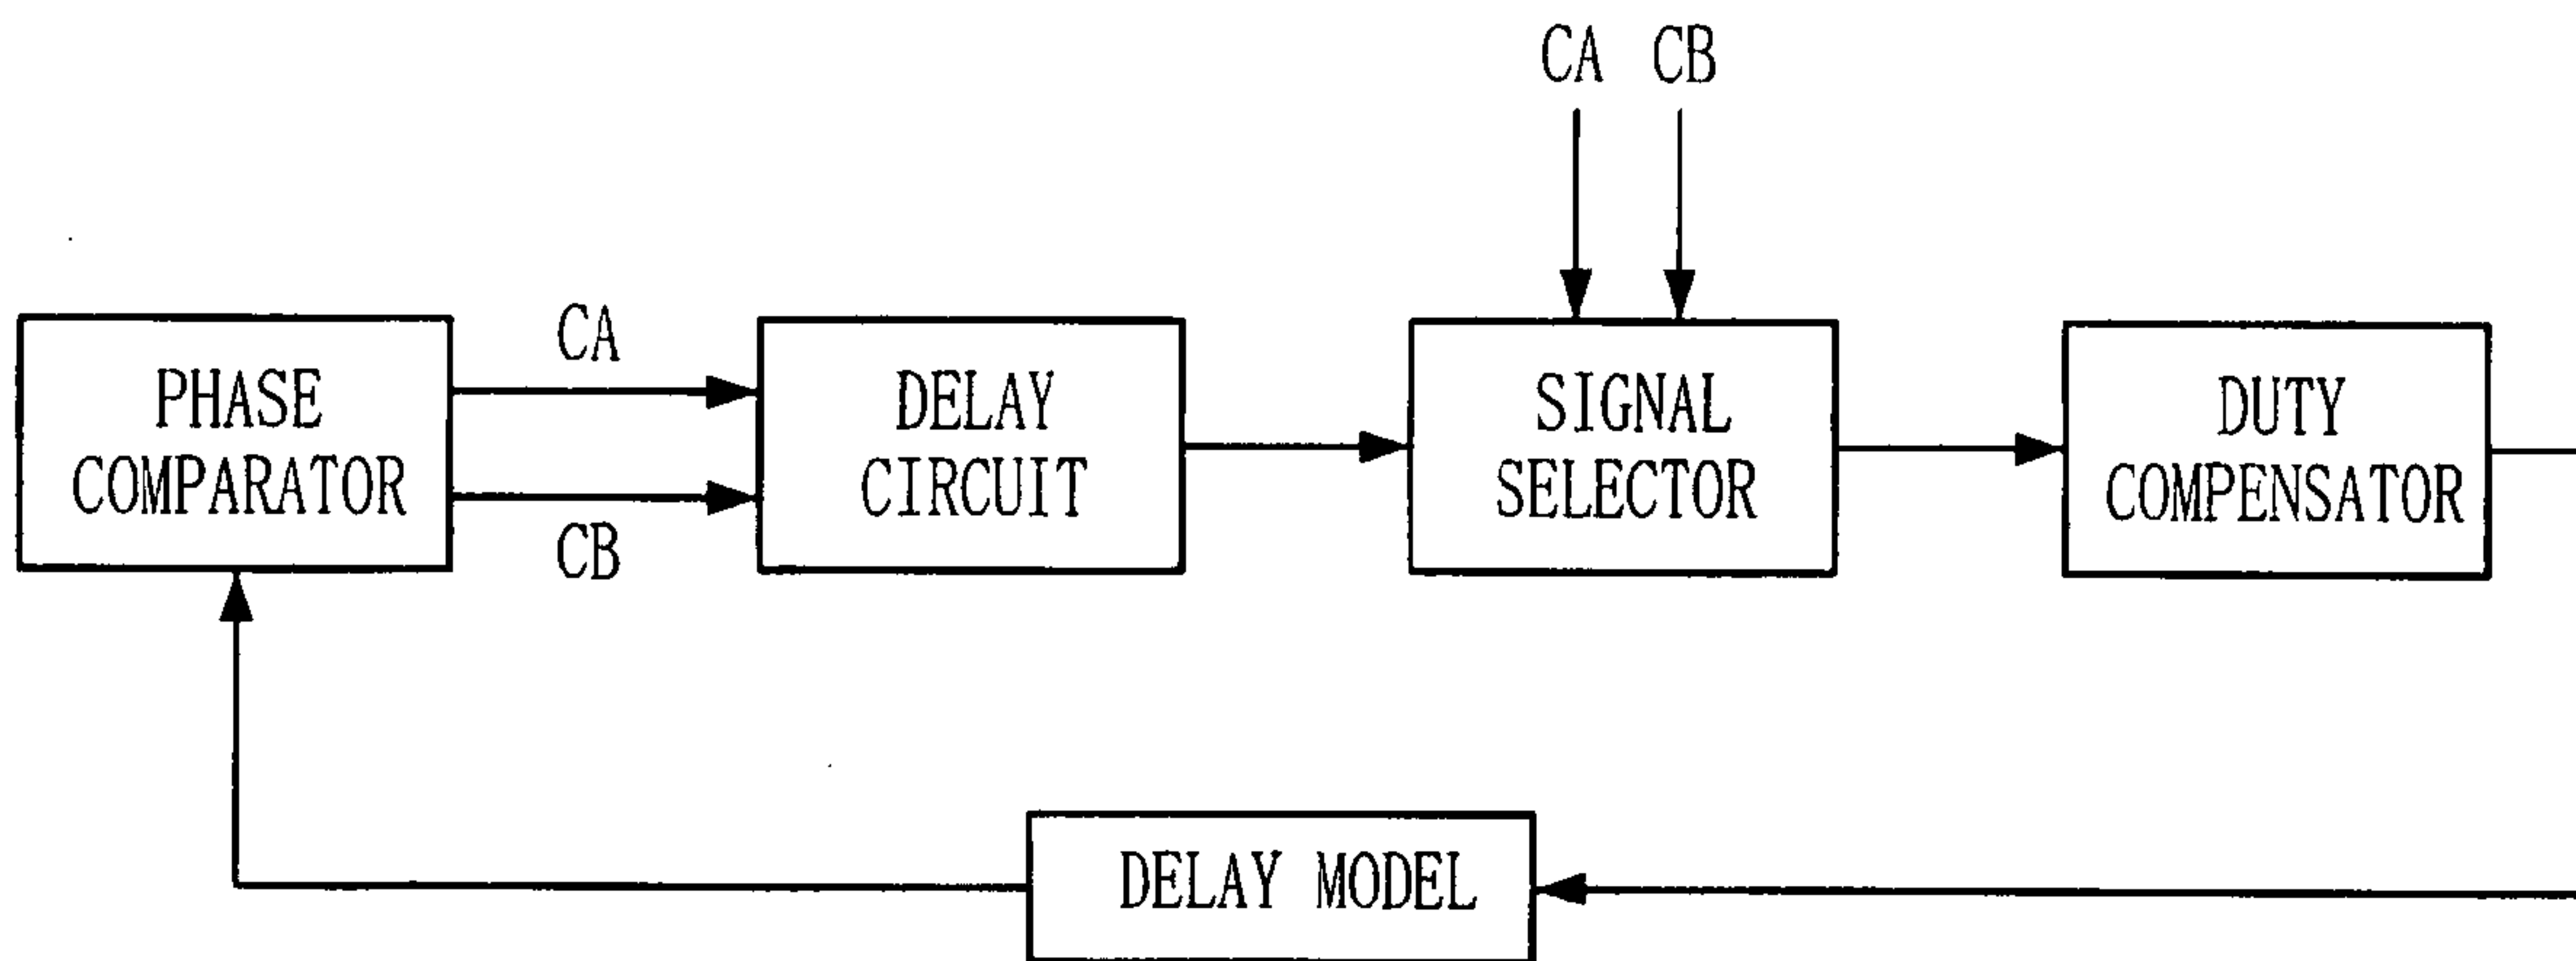 CA CB
PHASE
COMPARATOR
CA
CB
DELAY
CIRCUIT
SIGNAL
SELECTOR
DUTY
COMPENSATOR
DELAY MODEL